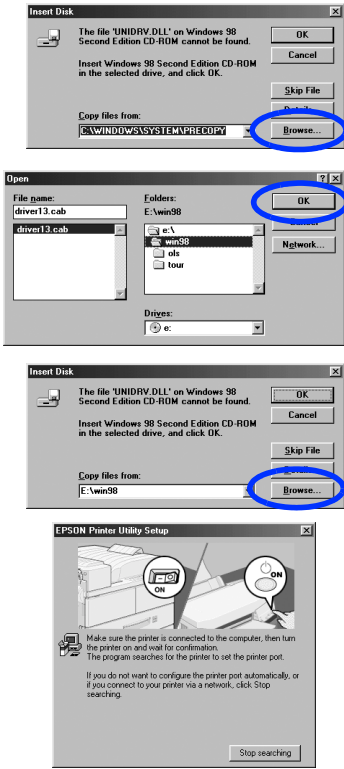 Insert Disk
The file 'UNIDRV.DLL' on Windows 98
Second Edition CD-ROM cannot be found.
Insert Windows 98 Second Edition CD-ROM
in the selected drive, and click OK.
OK
Cancel
Skip File
Details...
Copy files from:
C:\WINDOWS\SYSTEM\PRECOPY
Browse...
Open
File name:
driver13.cab
driver13.cab
Folders:
E:\win98
e:\
win98
ols
tour
Drives:
e:
OK
Cancel
Network...
Insert Disk
The file 'UNIDRV.DLL' on Windows 98
Second Edition CD-ROM cannot be found.
Insert Windows 98 Second Edition CD-ROM
in the selected drive, and click OK.
OK
Cancel
Skip File
Copy files from:
E:\win98
Browse...
EPSON Printer Utility Setup
ON
ON
Make sure the printer is connected to the computer, then turn
the printer on and wait for confirmation.
The program searches for the printer to set the printer port.
If you do not want to configure the printer port automatically, or
if you connect to your printer via a network, click Stop
searching.
Stop searching